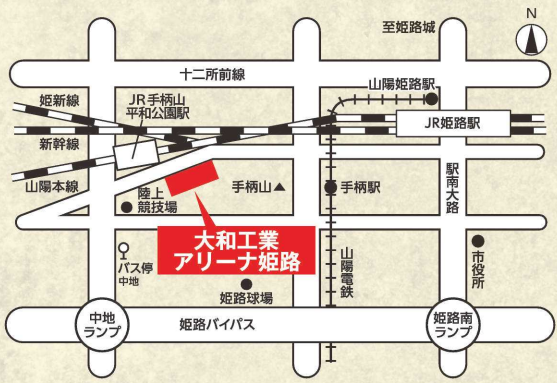 N
至姫路城
十二所前線
山陽姫路駅
姫新線
JR手柄山
平和公園駅
JR姫路駅
新幹線
山陽本線
陸上
競技場
手柄山
手柄駅
駅南大路
大和工業
アリーナ姫路
バス停
中地
姫路球場
山陽電鉄
市役所
中地
ランプ
姫路バイパス
姫路南
ランプ